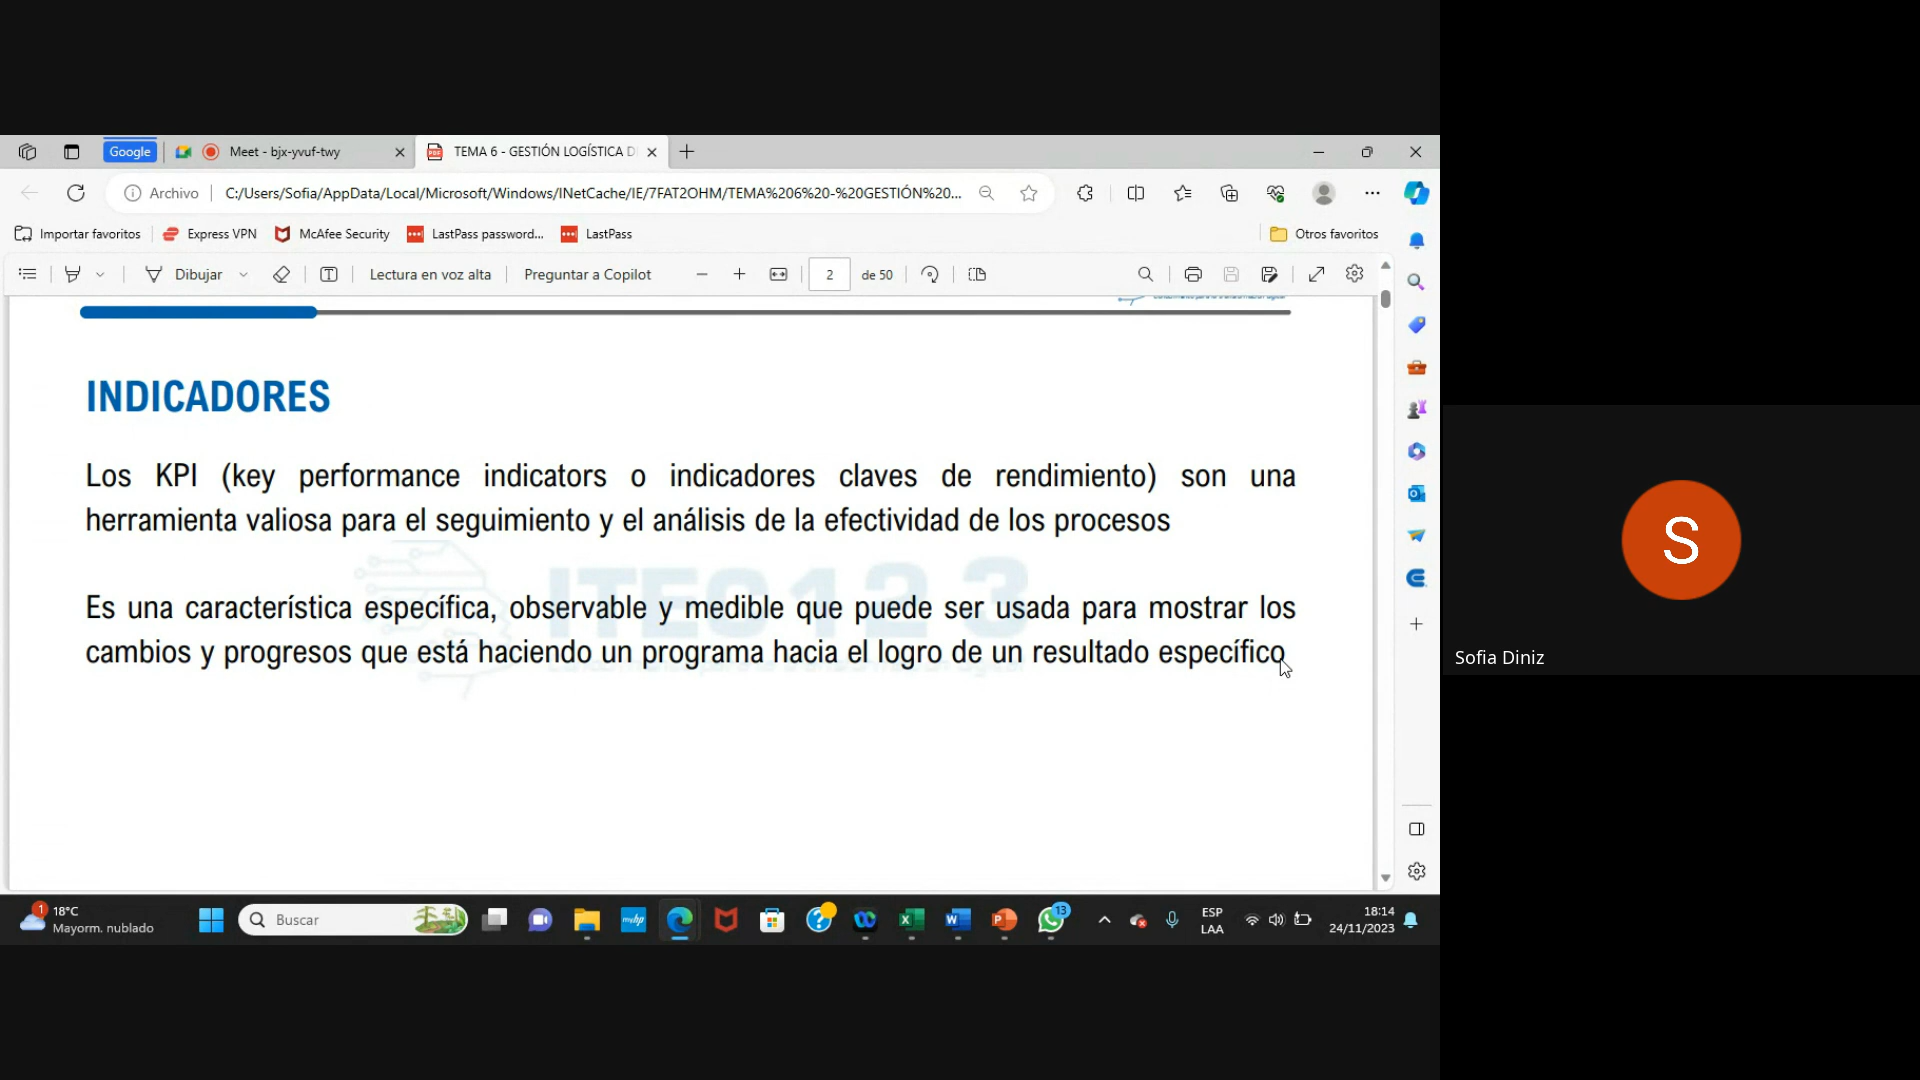 Google
Meet - bjx-yvuf-twy
TEMA 6 - GESTIÓN LOGÍSTICA D
Archivo
C:/Users/Sofia/AppData/Local/Microsoft/Windows/INetCache/IE/7FAT2OHM/TEMA%206%20-%20GESTIÓN%20...
Importar favoritos
Express VPN
McAfee Security
LastPass password...
LastPass
Otros favoritos
Dibujar
Lectura en voz alta
Preguntar a Copilot
2
de 50
INDICADORES
Los KPI (key performance indicators o indicadores claves de rendimiento) son una
herramienta valiosa para el seguimiento y el análisis de la efectividad de los procesos
ITEC123
Es una característica específica, observable y medible que puede ser usada para mostrar los
cambios y progresos que está haciendo un programa hacia el logro de un resultado específico
S
Sofia Diniz
1
18°C
Mayorm. nublado
Buscar
myhp
13
ESP
LAA
18:14
24/11/2023